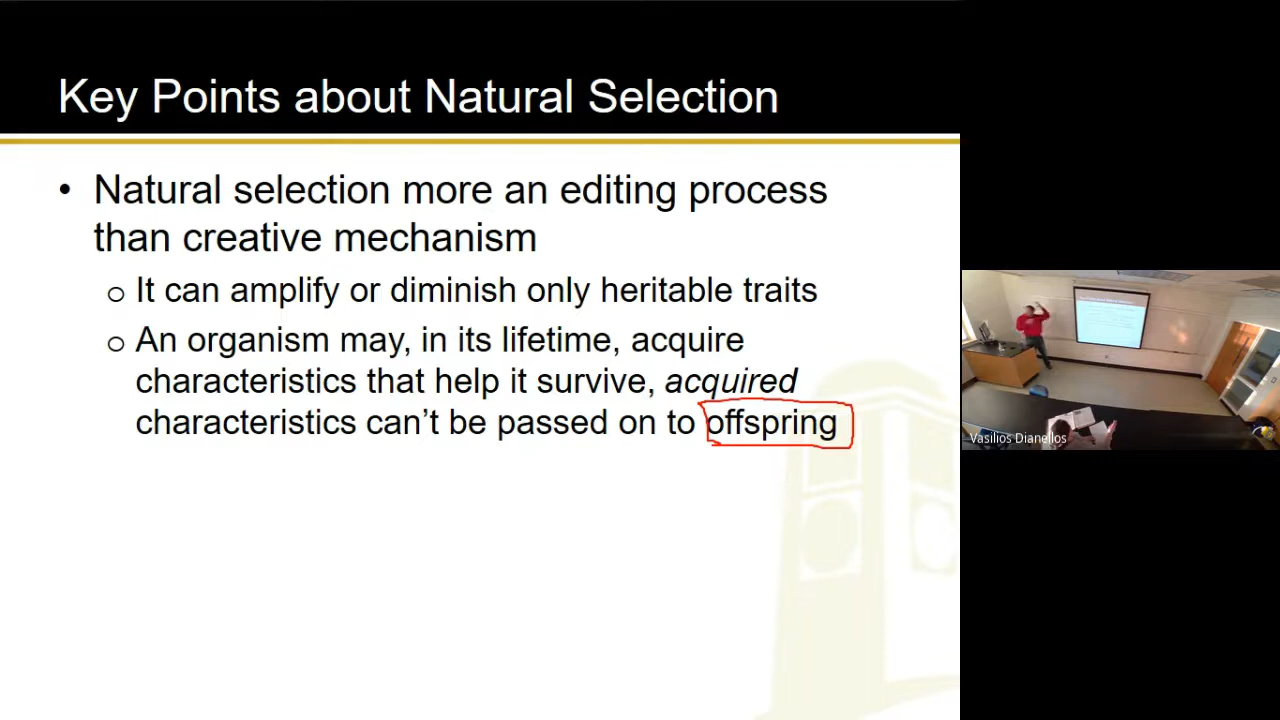 Key Points about Natural Selection
• Natural selection more an editing process
than creative mechanism
o It can amplify or diminish only heritable traits
o An organism may, in its lifetime, acquire
characteristics that help it survive, acquired
characteristics can’t be passed on to offspring
Vasilios Dianellos